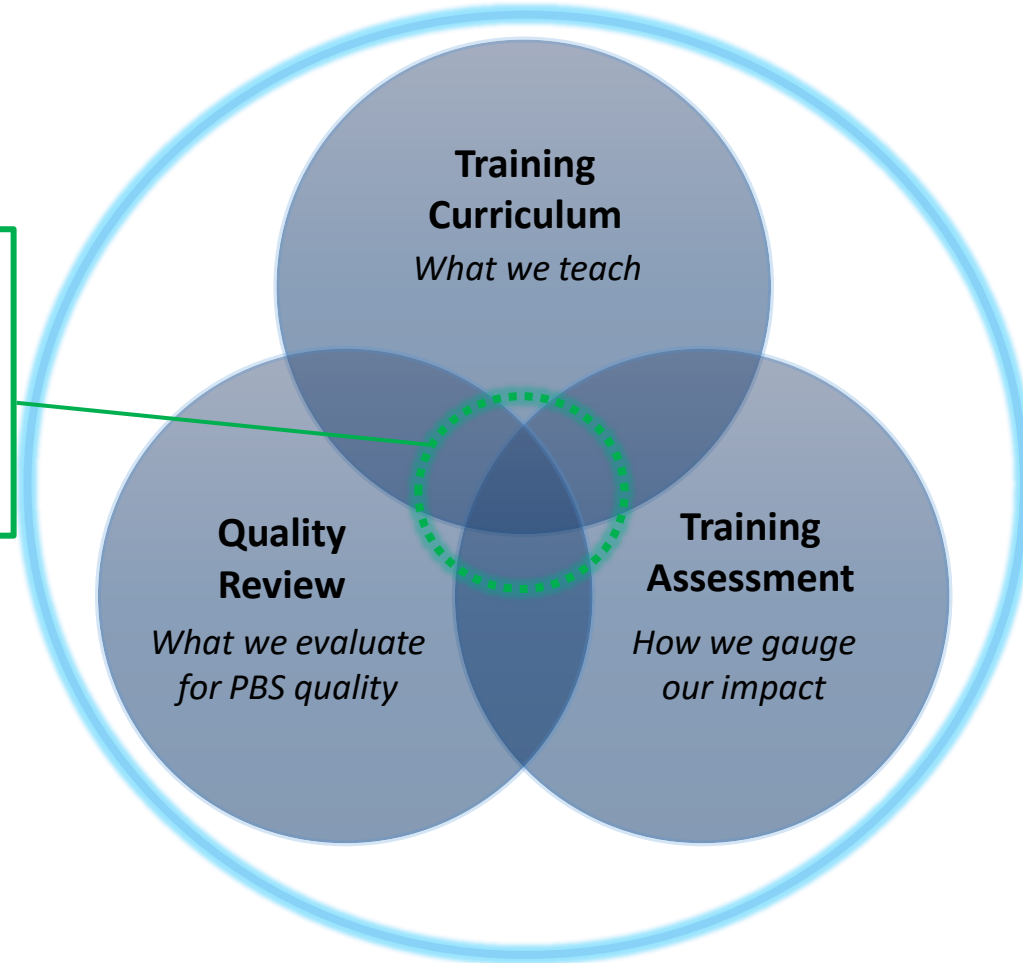 Training
Curriculum
What we teach
Quality
Review
What we evaluate
for PBS quality
Training
Assessment
How we gauge
our impact